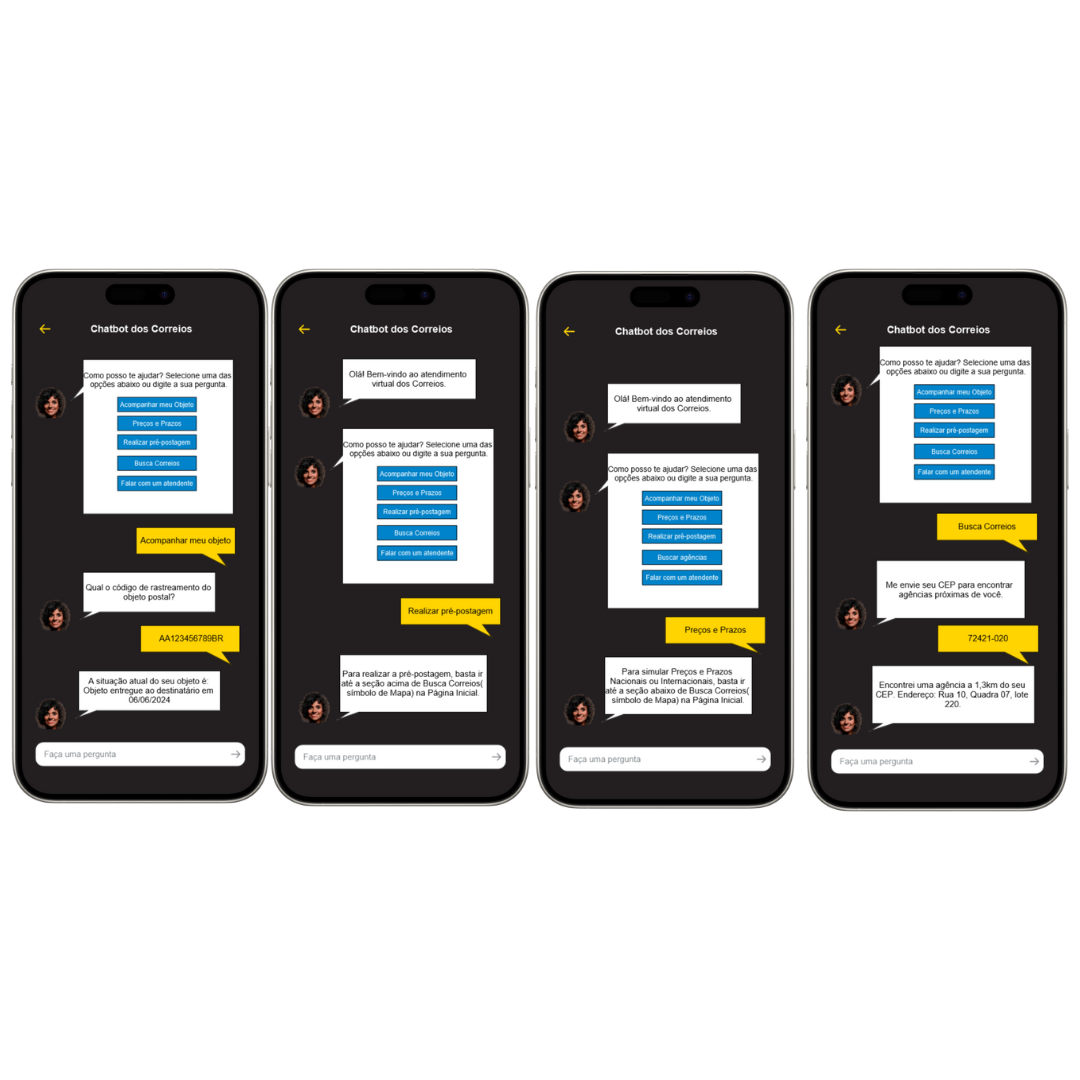 Chatbot dos Correios
Como posso te ajudar? Selecione uma das
opções abaixo ou digite a sua pergunta.
Acompanhar meu Objeto
Preços e Prazos
Realizar pré-postagem
Busca Correios
Falar com um atendente
Acompanhar meu objeto
Qual o código de rastreamento do
objeto postal?
AA123456789BR
A situação atual do seu objeto é:
Objeto entregue ao destinatário em
06/06/2024
Faça uma pergunta
Chatbot dos Correios
Olá! Bem-vindo ao atendimento
virtual dos Correios.
Como posso te ajudar? Selecione uma das
opções abaixo ou digite a sua pergunta.
Acompanhar meu Objeto
Preços e Prazos
Realizar pré-postagem
Busca Correios
Falar com um atendente
Realizar pré-postagem
Para realizar a pré-postagem, basta ir
até a seção acima de Busca Correios(
símbolo de Mapa) na Página Inicial.
Faça uma pergunta
Chatbot dos Correios
Olá! Bem-vindo ao atendimento
virtual dos Correios.
Como posso te ajudar? Selecione uma das
opções abaixo ou digite a sua pergunta.
Acompanhar meu Objeto
Preços e Prazos
Realizar pré-postagem
Buscar agências
Falar com um atendente
Preços e Prazos
Para simular Preços e Prazos
Nacionais ou Internacionais, basta ir
até a seção abaixo de Busca Correios(
símbolo de Mapa) na Página Inicial.
Faça uma pergunta
Chatbot dos Correios
Como posso te ajudar? Selecione uma das
opções abaixo ou digite a sua pergunta.
Acompanhar meu Objeto
Preços e Prazos
Realizar pré-postagem
Busca Correios
Falar com um atendente
Busca Correios
Me envie seu CEP para encontrar
agências próximas de você.
72421-020
Encontrei uma agência a 1,3km do seu
CEP. Endereço: Rua 10, Quadra 07, lote
220.
Faça uma pergunta